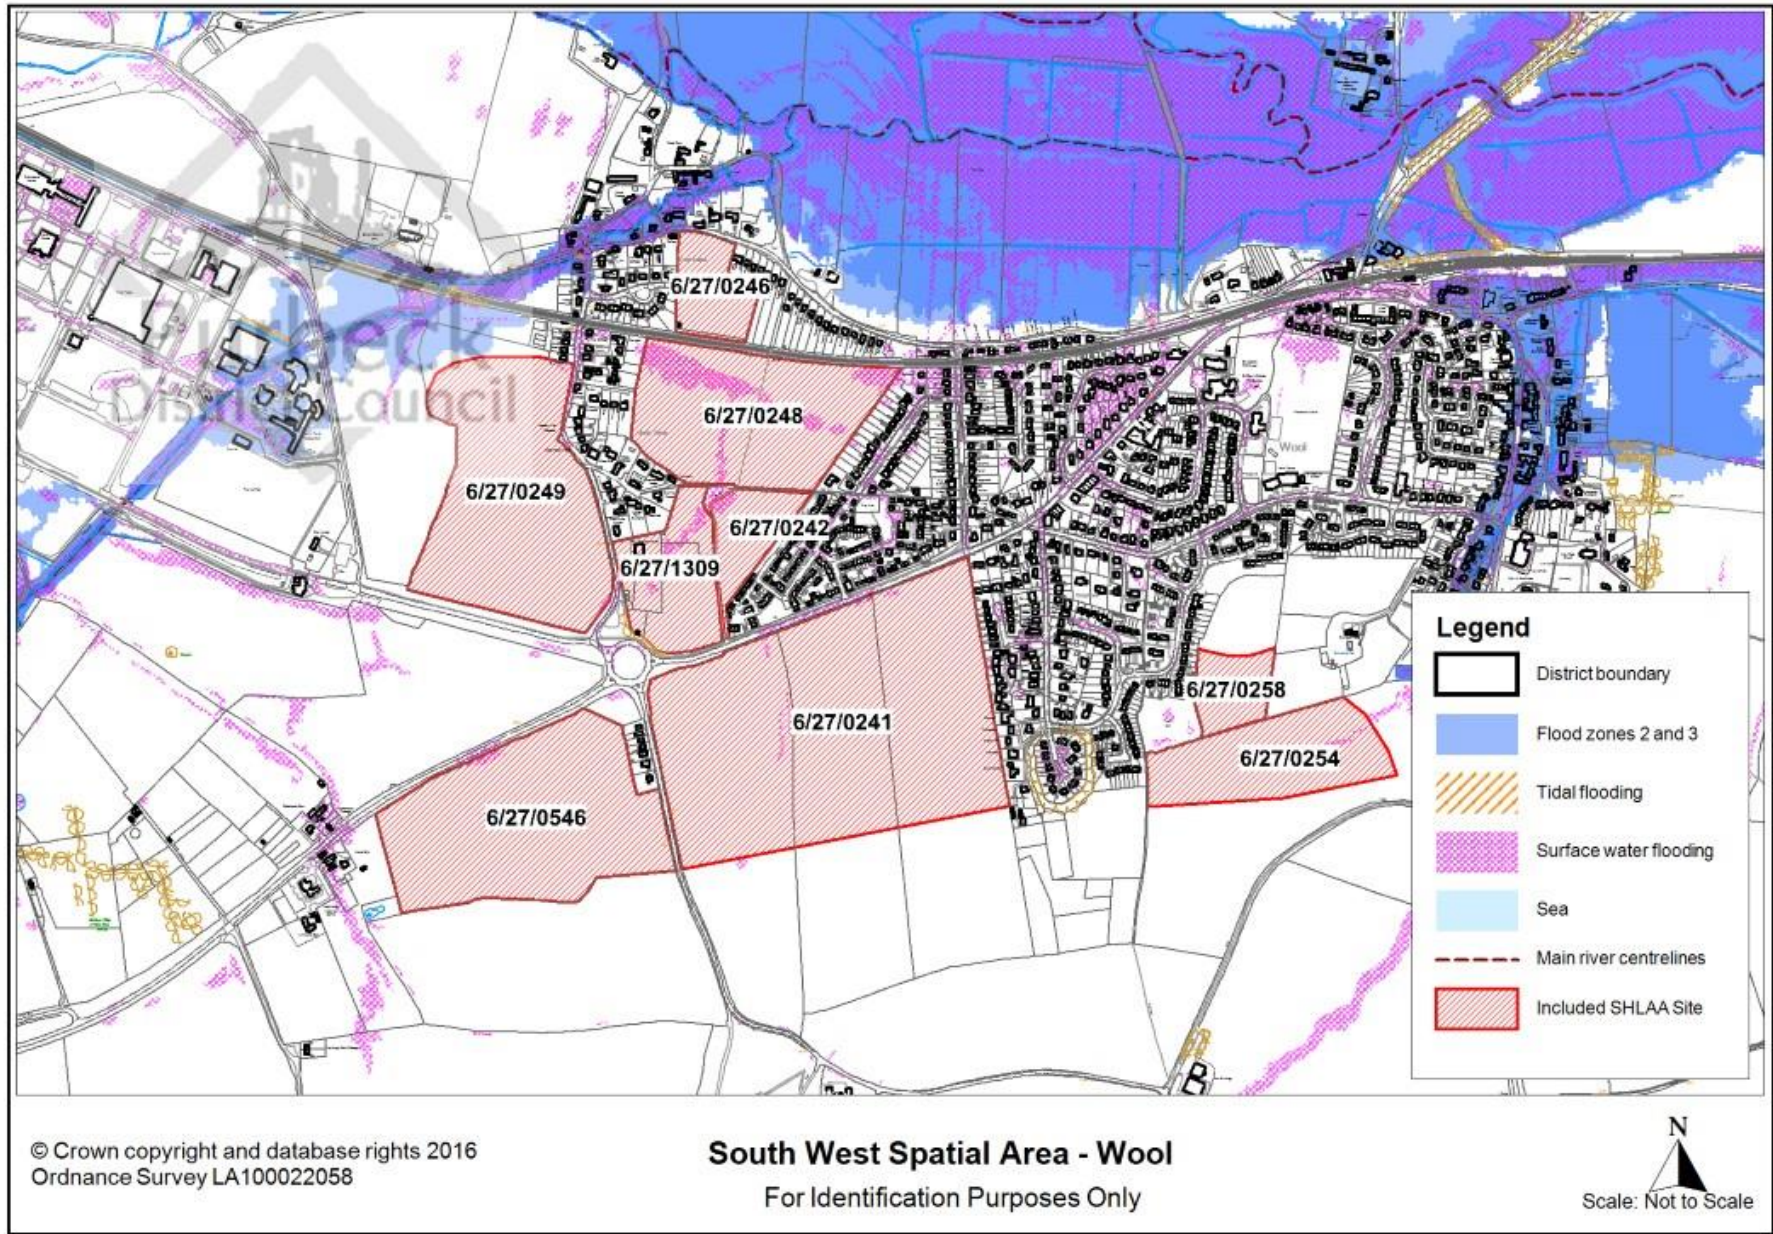 Purbeck
District Council
6/27/0246
6/27/0248
6/27/0249
6/27/0242
6/27/1309
Wool
6/27/0258
6/27/0241
6/27/0254
6/27/0546
Legend
District boundary
Flood zones 2 and 3
Tidal flooding
Surface water flooding
Sea
Main river centrelines
Included SHLAA Site
© Crown copyright and database rights 2016
Ordnance Survey LA100022058
South West Spatial Area - Wool
For Identification Purposes Only
N
Scale: Not to Scale